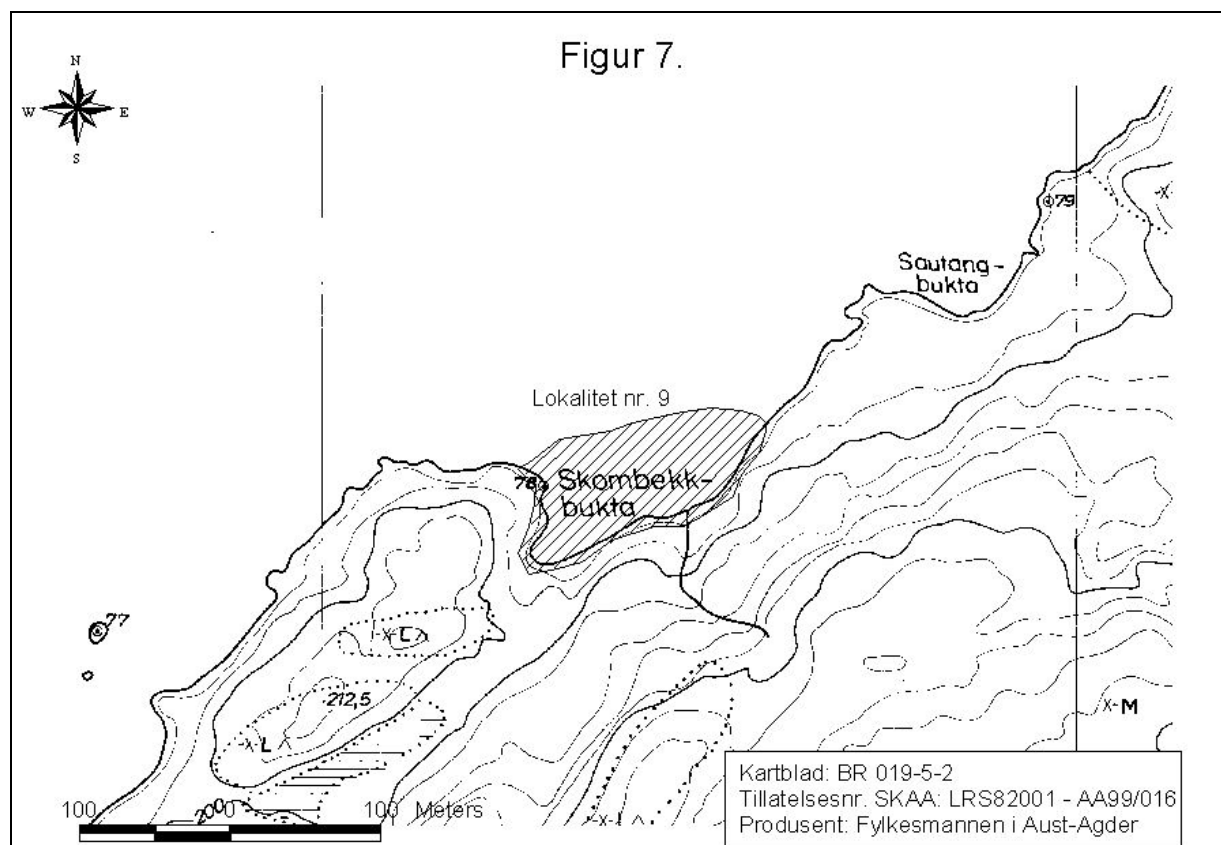 Figur 7.
N
W E
S
79
-X-
Sautang-
bukta
Lokalitet nr. 9
78
Skombekk-
bukta
77
-X-L
212,5
-X-L
X-M
-X-L
200
100 0 100 Meters
Kartblad: BR 019-5-2
Tillatelsesnr. SKAA: LRS82001 - AA99/016
Produsent: Fylkesmannen i Aust-Agder